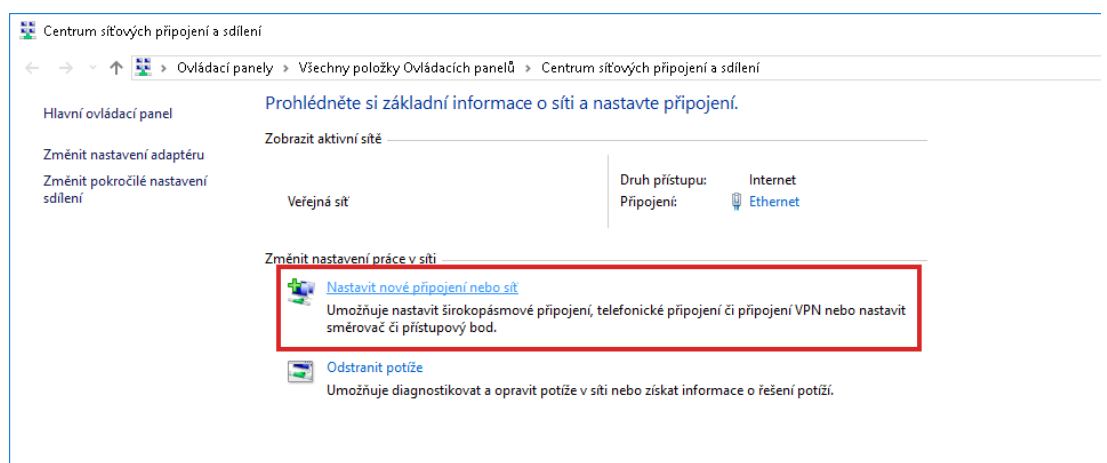 Centrum síťových připojení a sdílení
Ovládací panely > Všechny položky Ovládacích panelů > Centrum síťových připojení a sdílení
Hlavní ovládací panel
Změnit nastavení adaptéru
Změnit pokročilé nastavení
sdílení
Prohlédněte si základní informace o síti a nastavte připojení.
Zobrazit aktivní sítě
Veřejná síť
Druh přístupu: Internet
Připojení: Ethernet
Změnit nastavení práce v síti
Nastavit nové připojení nebo síť
Umožňuje nastavit širokopásmové připojení, telefonické připojení či připojení VPN nebo nastavit
směrovač či přístupový bod.
Odstranit potíže
Umožňuje diagnostikovat a opravit potíže v síti nebo získat informace o řešení potíží.